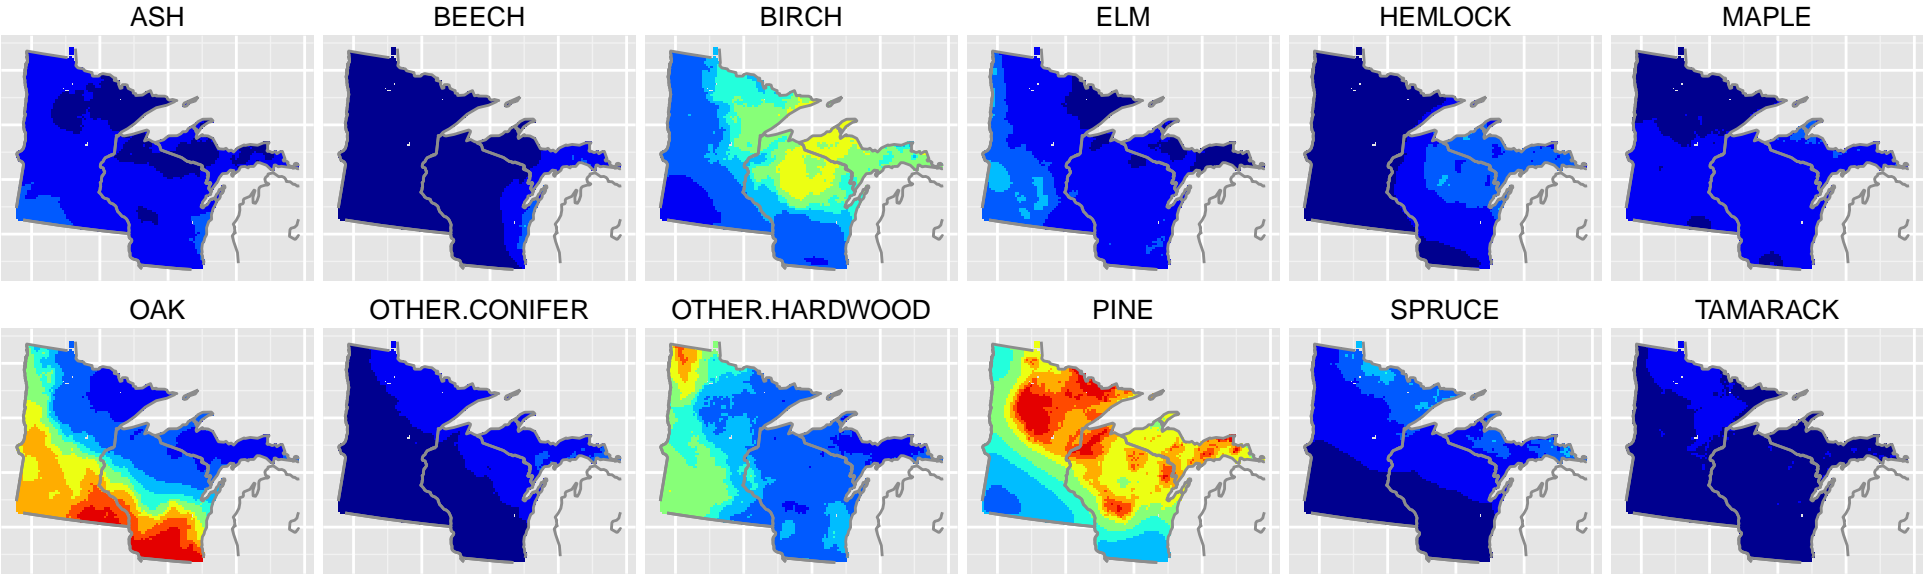 ASH
BEECH
BIRCH
ELM
HEMLOCK
MAPLE
OAK
OTHER.CONIFER
OTHER.HARDWOOD
PINE
SPRUCE
TAMARACK